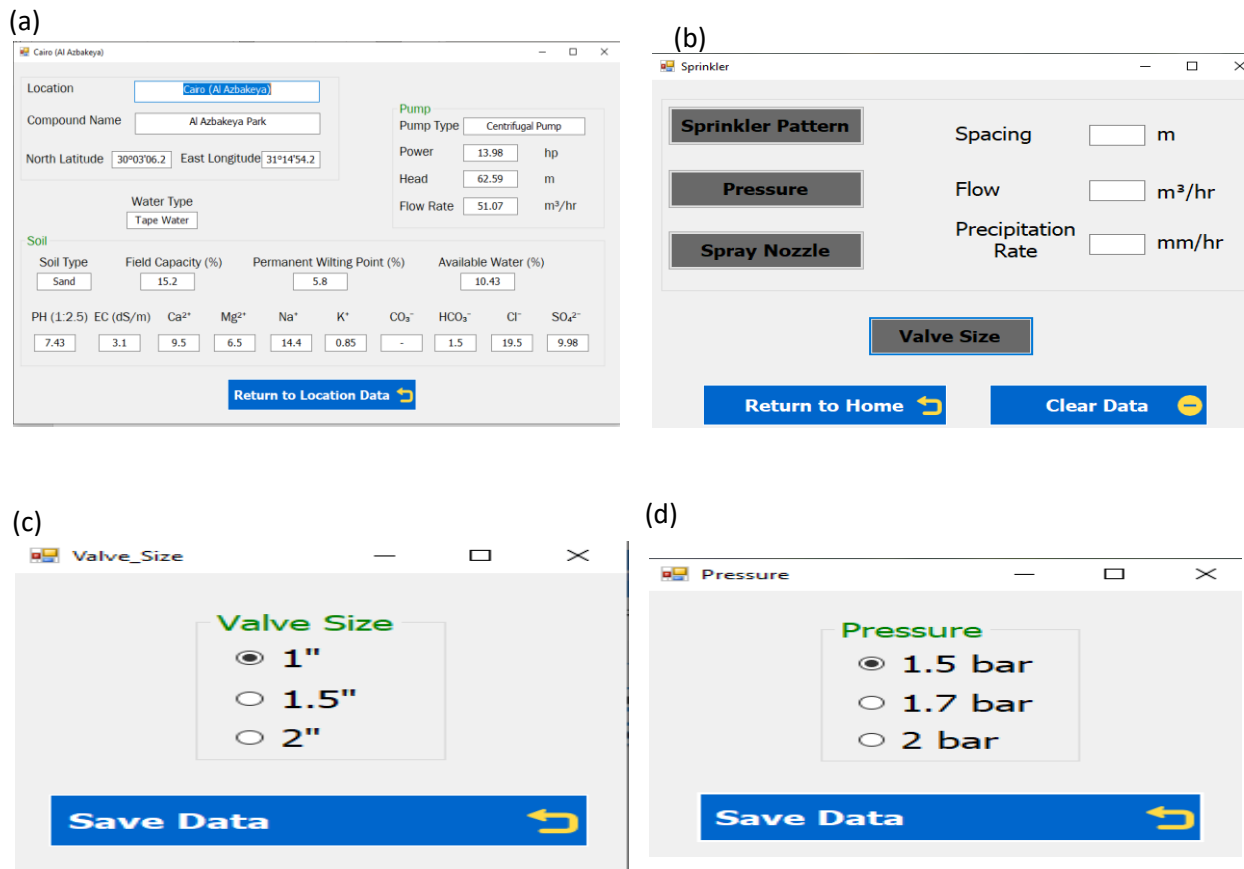 (a)
Cairo (Al Azbakeya)
Location Cairo (Al Azbakeya)
Compound Name Al Azbakeya Park
North Latitude 30°03'06.2 East Longitude 31°14'54.2
Pump
Pump Type Centrifugal Pump
Power 13.98 hp
Head 62.59 m
Flow Rate 51.07 m³/hr
Water Type
Tape Water
Soil
Soil Type Field Capacity (%) Permanent Wilting Point (%) Available Water (%)
Sand 15.2 5.8 10.43
PH (1:2.5) EC (dS/m) Ca²⁺ Mg²⁺ Na⁺ K⁺ CO₃⁻ HCO₃⁻ Cl⁻ SO₄²⁻
7.43 3.1 9.5 6.5 14.4 0.85 - 1.5 19.5 9.98
Return to Location Data
(b)
Sprinkler
Sprinkler Pattern Spacing m
Pressure Flow m³/hr
Spray Nozzle Precipitation
Rate mm/hr
Valve Size
Return to Home Clear Data
(c)
Valve_Size
Valve Size
1"
1.5"
2"
Save Data
(d)
Pressure
Pressure
1.5 bar
1.7 bar
2 bar
Save Data